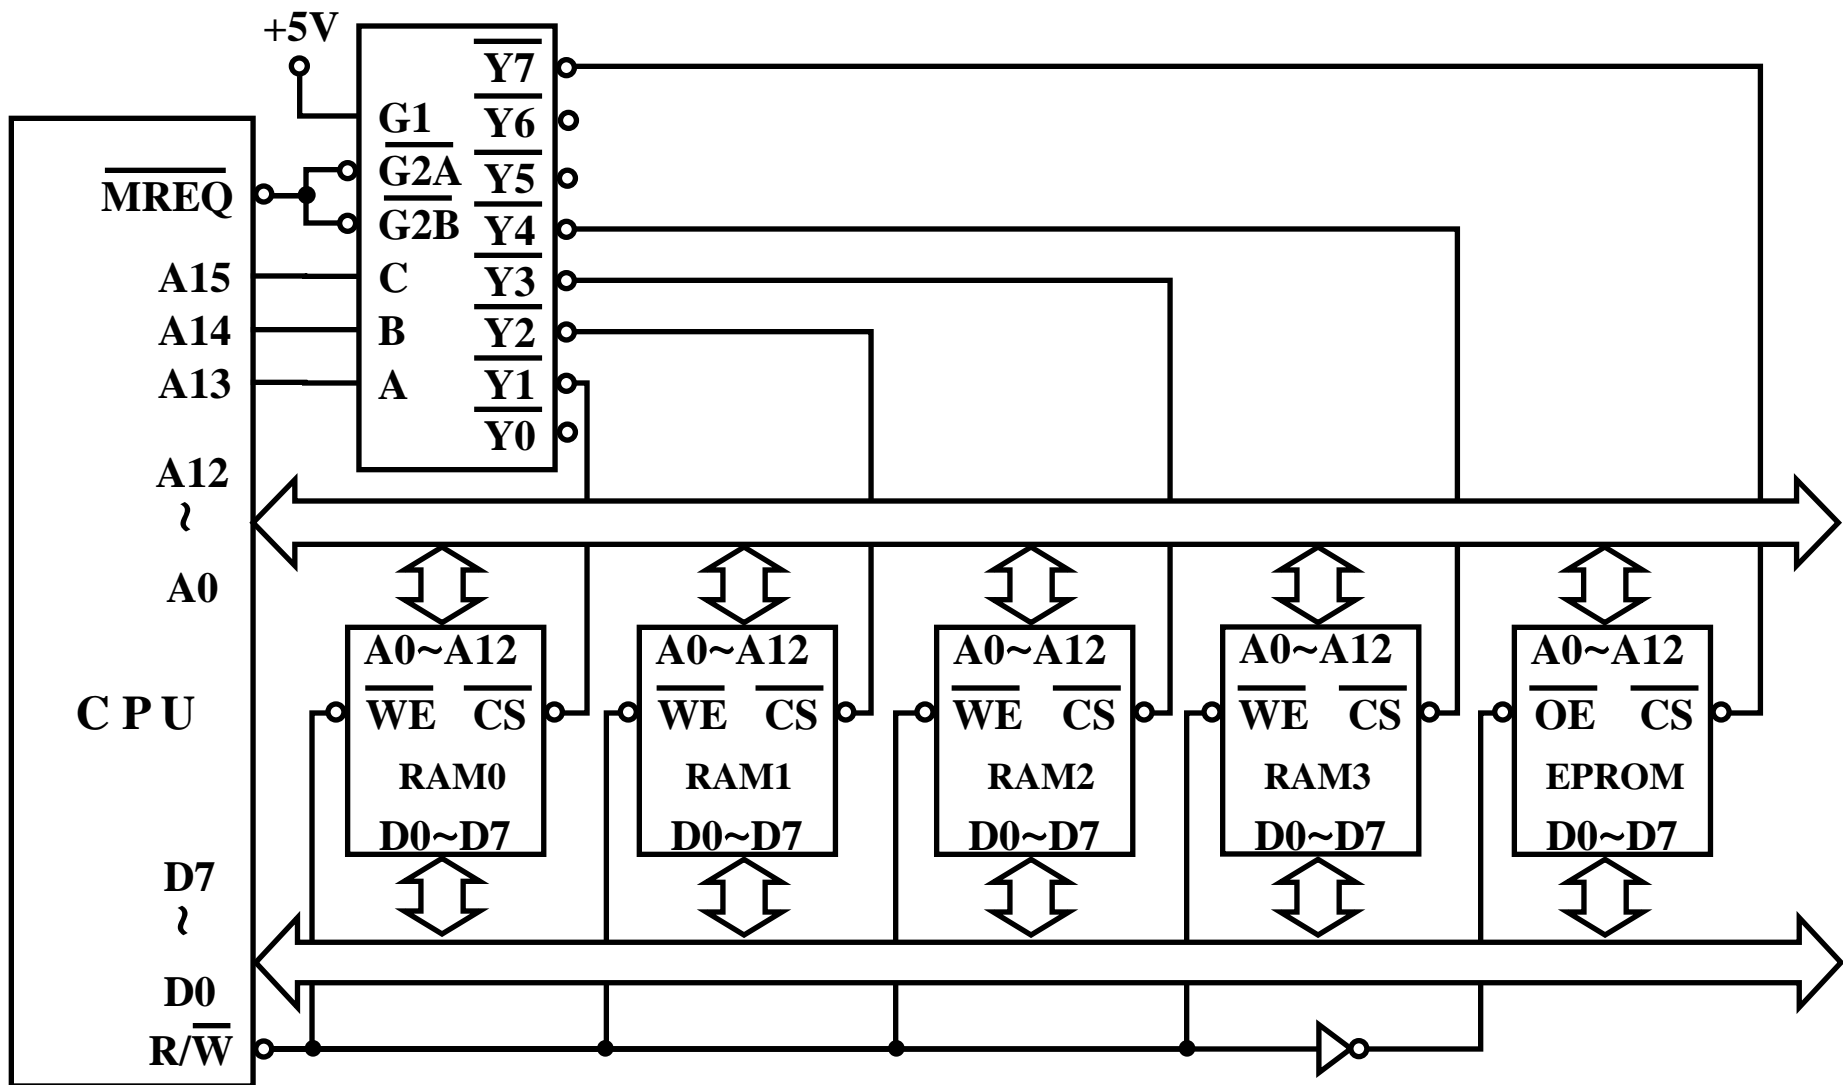 +5V
G1
G2A
G2B
C
B
A
Y7
Y6
Y5
Y4
Y3
Y2
Y1
Y0
MREQ
A15
A14
A13
A12
~
A0
CPU
D7
~
D0
R/W
A0~A12
WE CS
RAM0
D0~D7
A0~A12
WE CS
RAM1
D0~D7
A0~A12
WE CS
RAM2
D0~D7
A0~A12
WE CS
RAM3
D0~D7
A0~A12
OE CS
EPROM
D0~D7